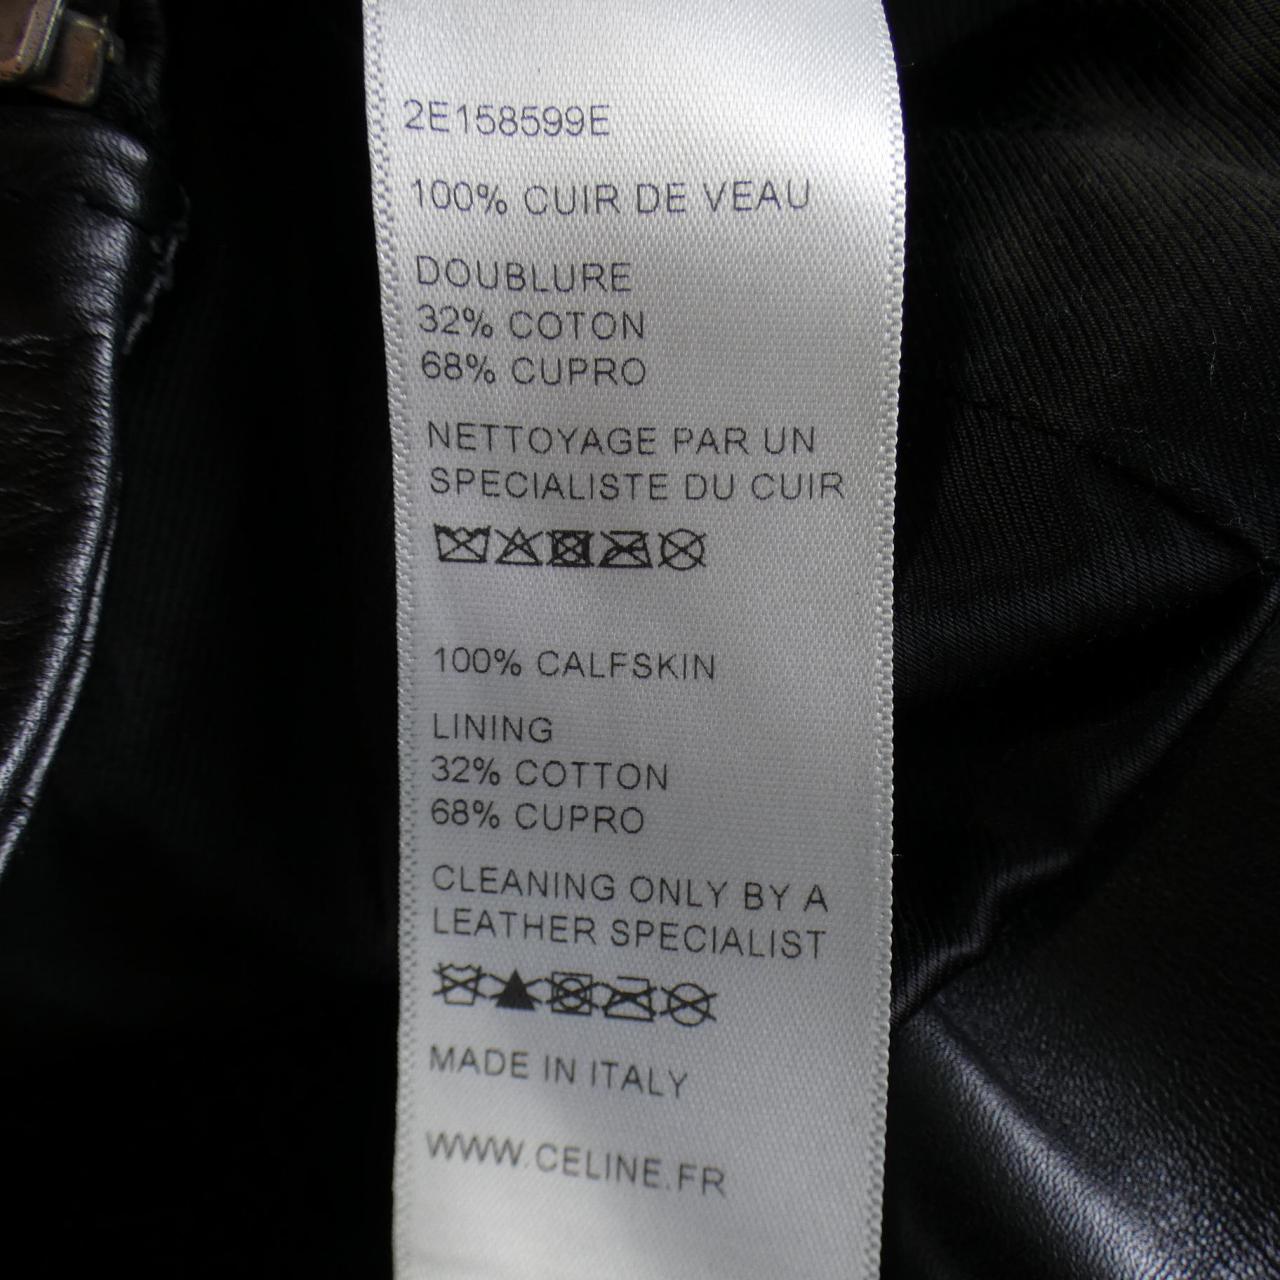 2E158599E
100% CUIR DE VEAU
DOUBLURE
32% COTON
68% CUPRO
NETTOYAGE PAR UN
SPECIALISTE DU CUIR
100% CALFSKIN
LINING
32% COTTON
68% CUPRO
CLEANING ONLY BY A
LEATHER SPECIALIST
MADE IN ITALY
WWW.CELINE.FR